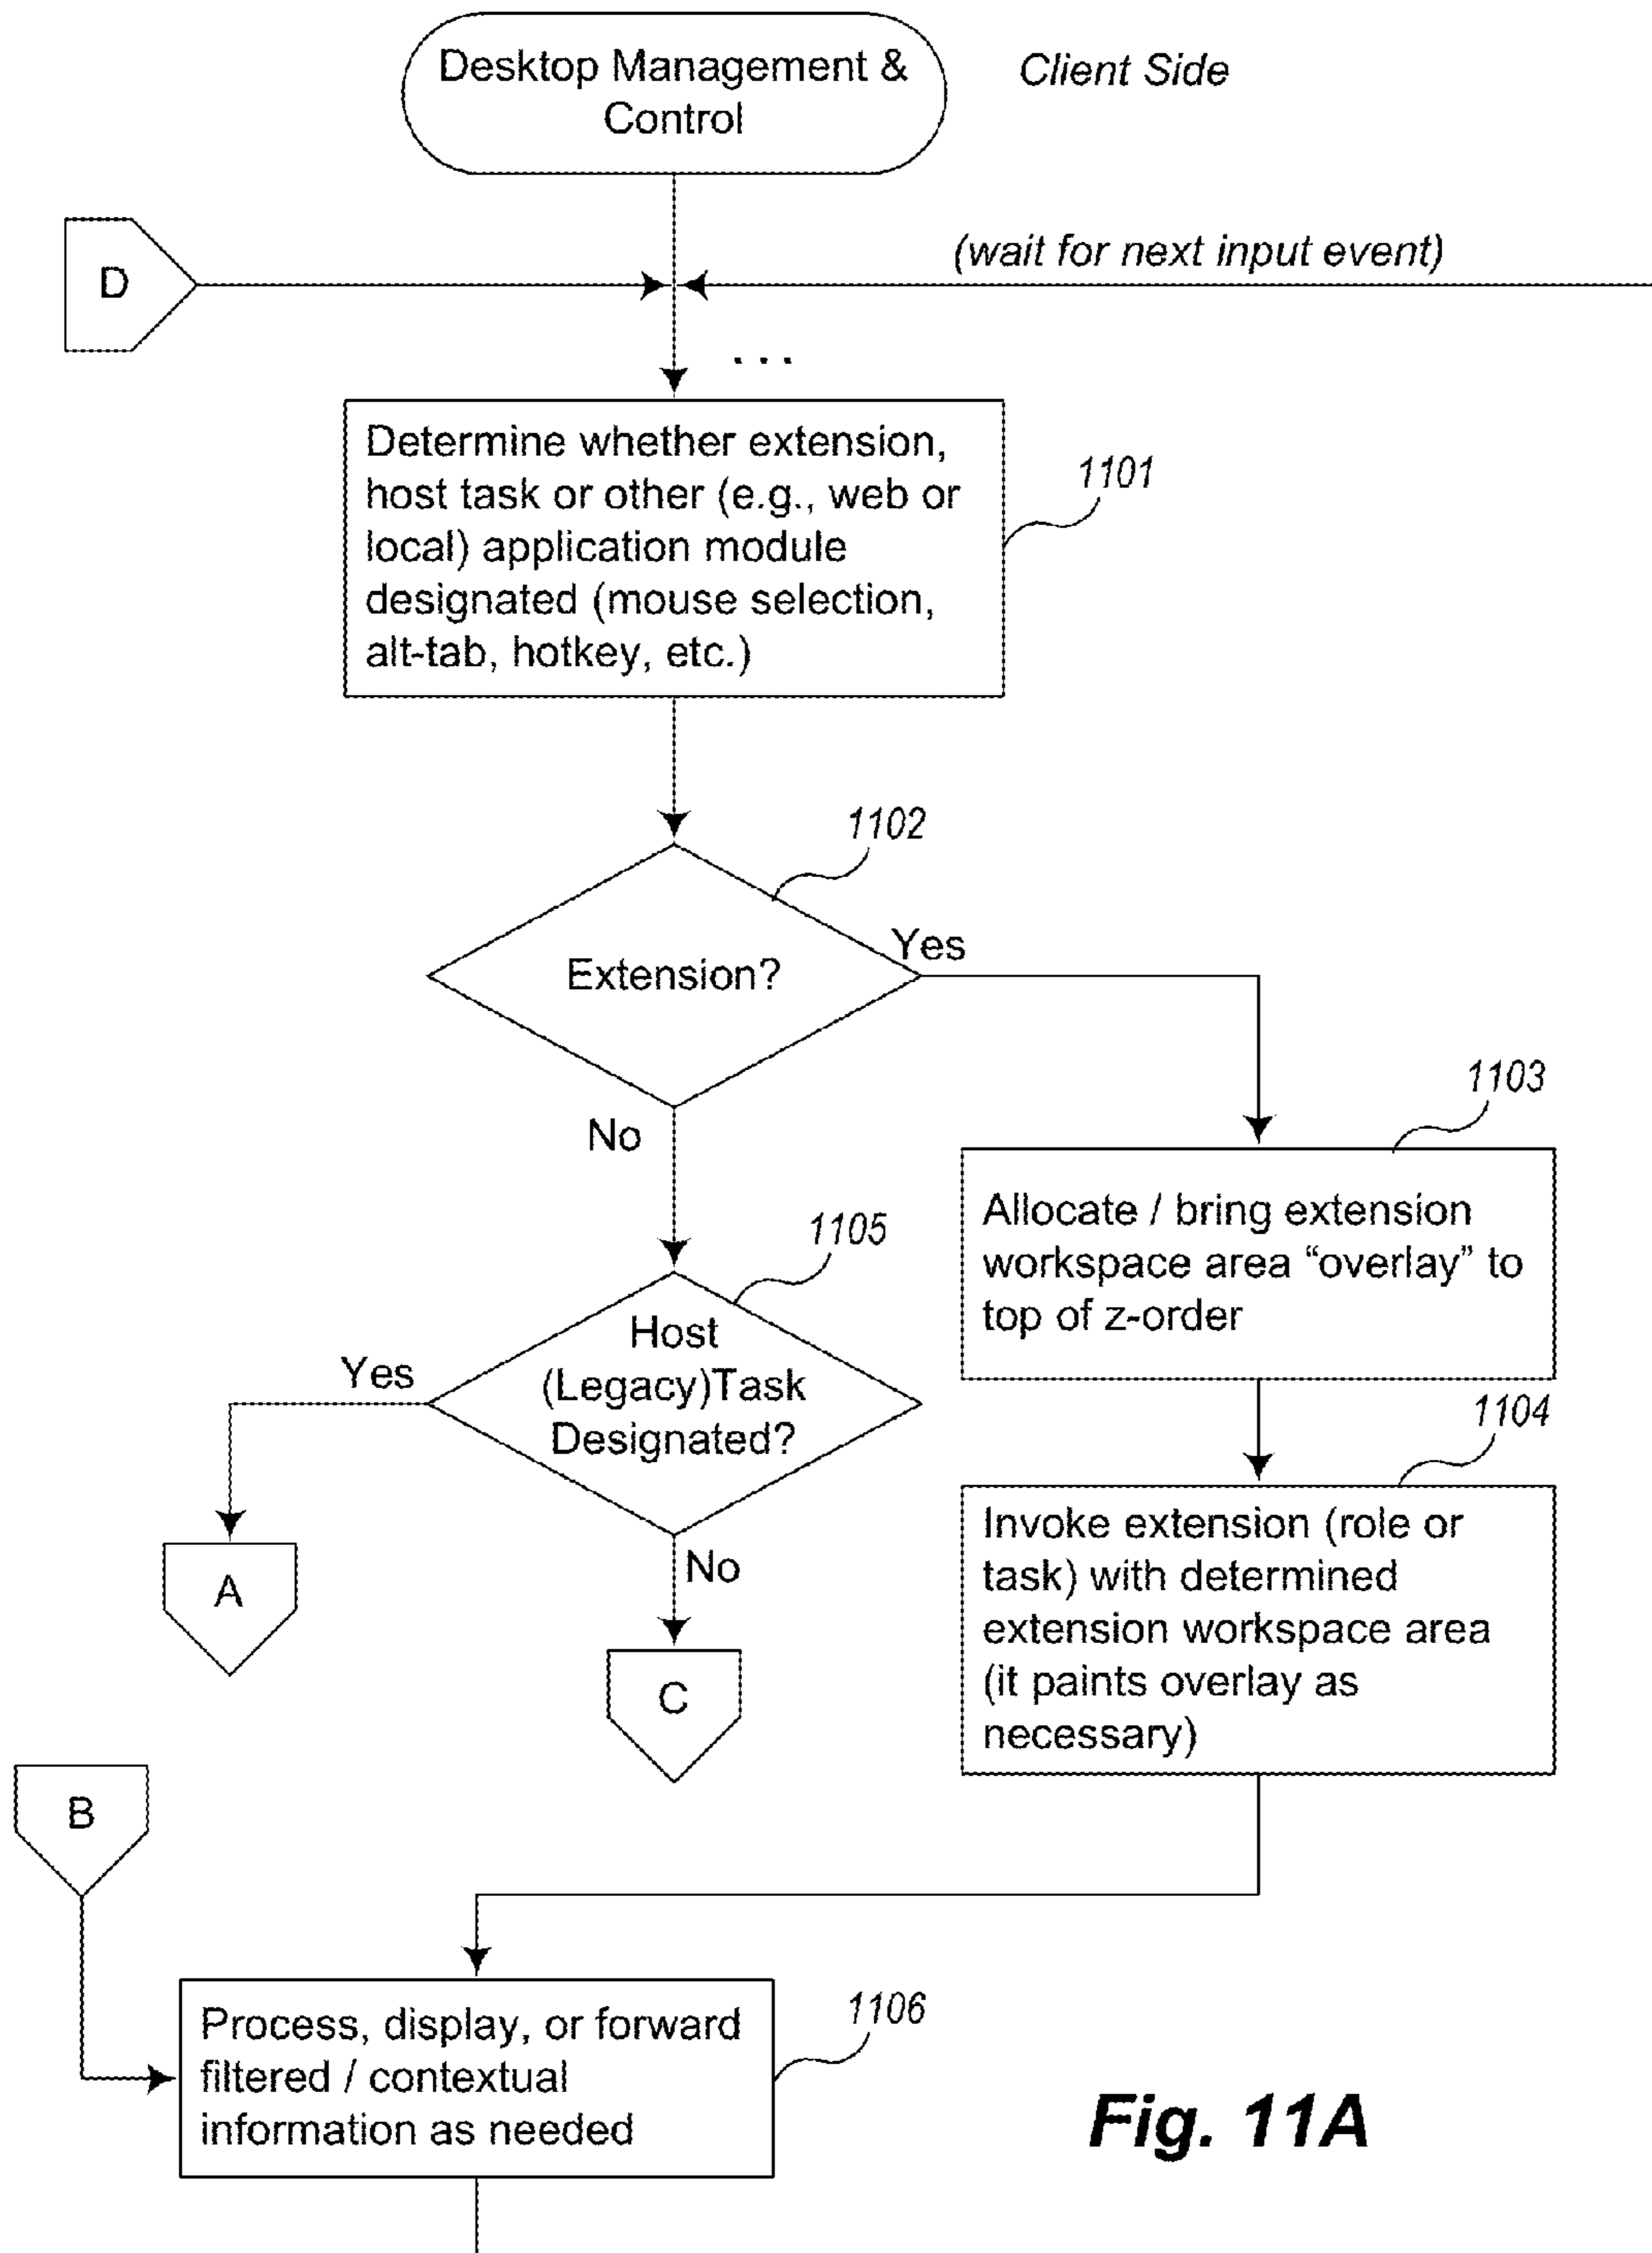 Desktop Management &
Control
Client Side
D
(wait for next input event)
...
Determine whether extension,
host task or other (e.g., web or
local) application module
designated (mouse selection,
alt-tab, hotkey, etc.)
1101
1102
Extension?
Yes
No
1103
Allocate / bring extension
workspace area “overlay” to
top of z-order
1105
Host
(Legacy)Task
Designated?
Yes
No
1104
Invoke extension (role or
task) with determined
extension workspace area
(it paints overlay as
necessary)
A
C
B
Process, display, or forward
filtered / contextual
information as needed
1106
Fig. 11A